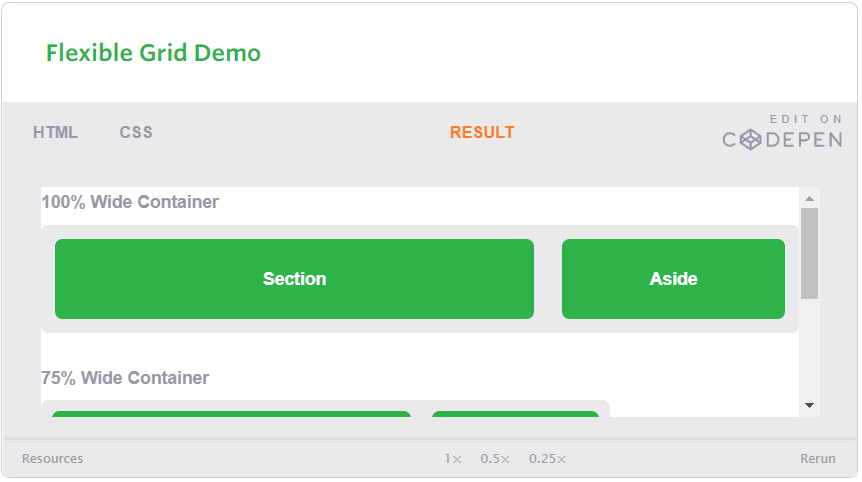 Flexible Grid Demo
HTML CSS RESULT EDIT ON
CODEPEN
100% Wide Container
Section Aside
75% Wide Container
Resources 1× 0.5× 0.25× Rerun